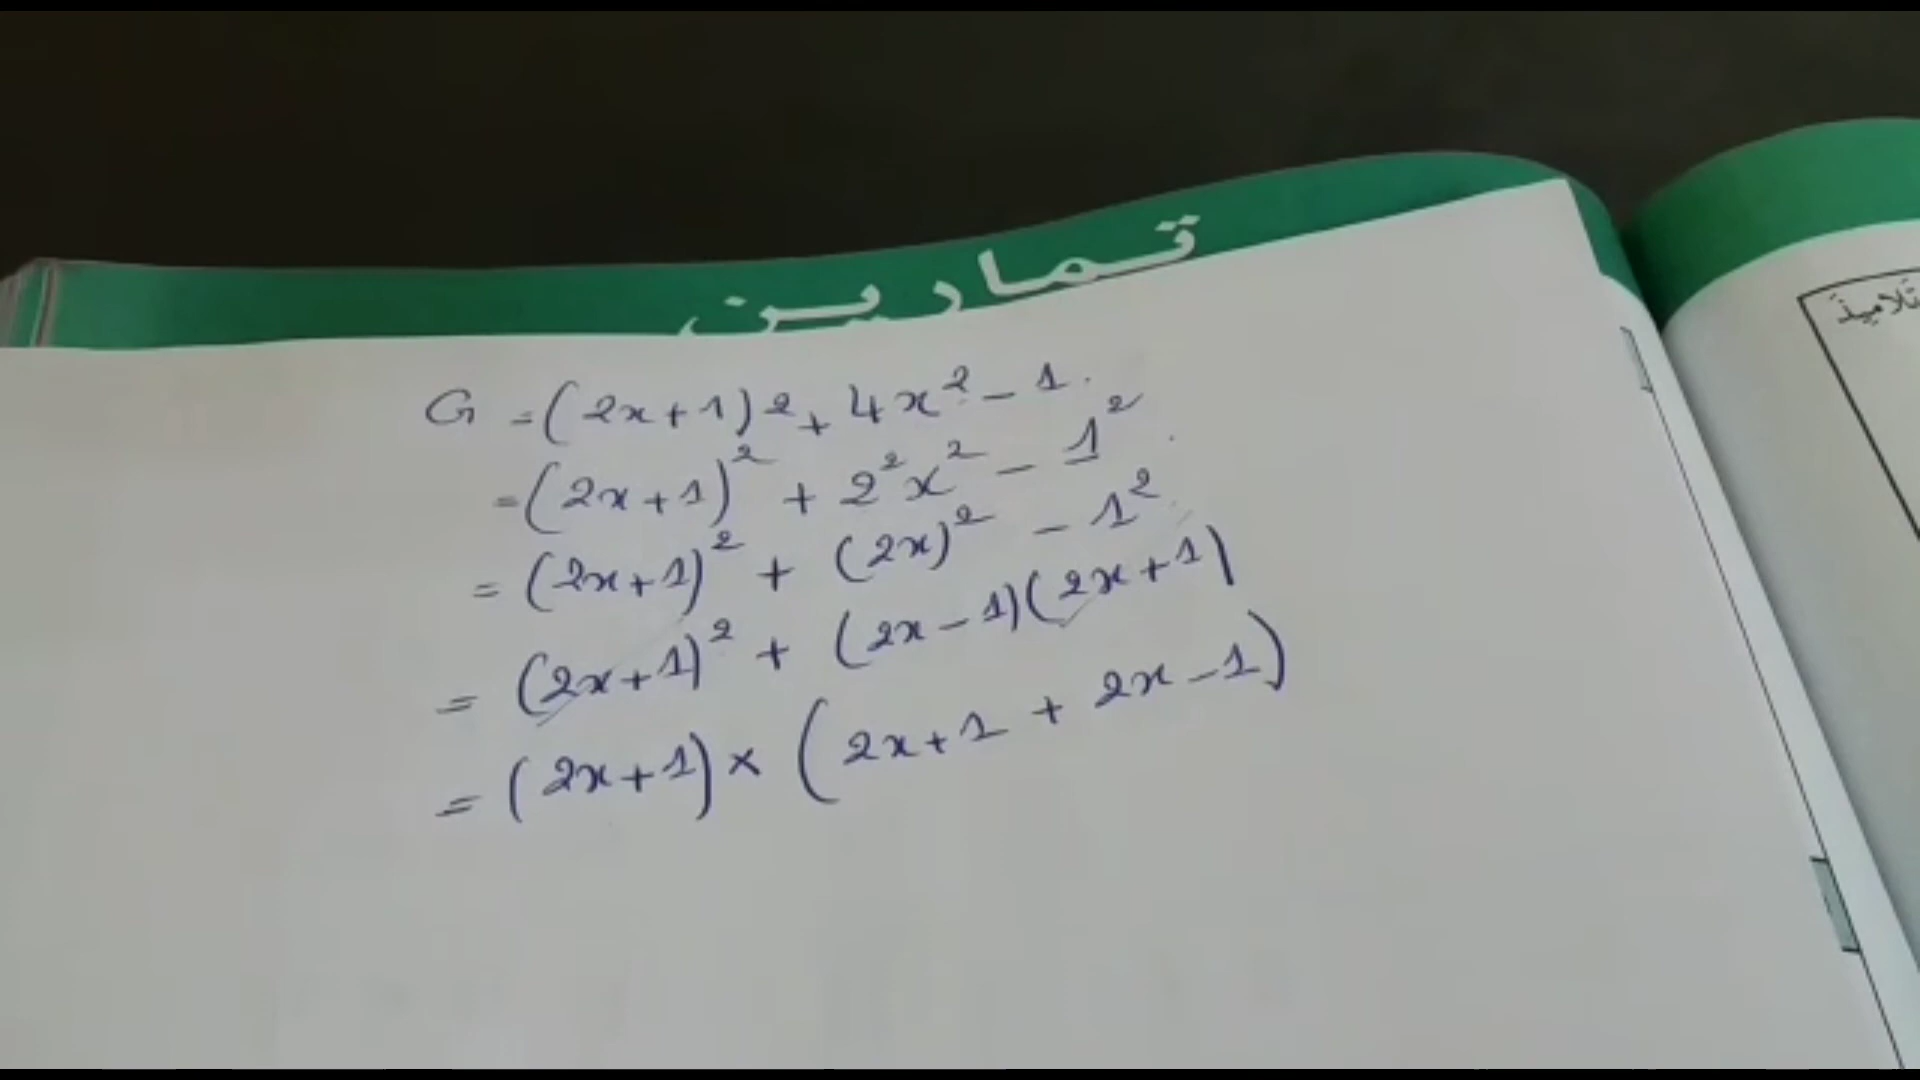 تمارين
تلاميذ
G = (2x+1)2 + 4x² - 1.
= (2x+1)² + 2²x² - 1²
= (2x+1)² + (2x)² - 1²
= (2x+1)² + (2x-1)(2x+1)
= (2x+1) × (2x+1 + 2x-1)